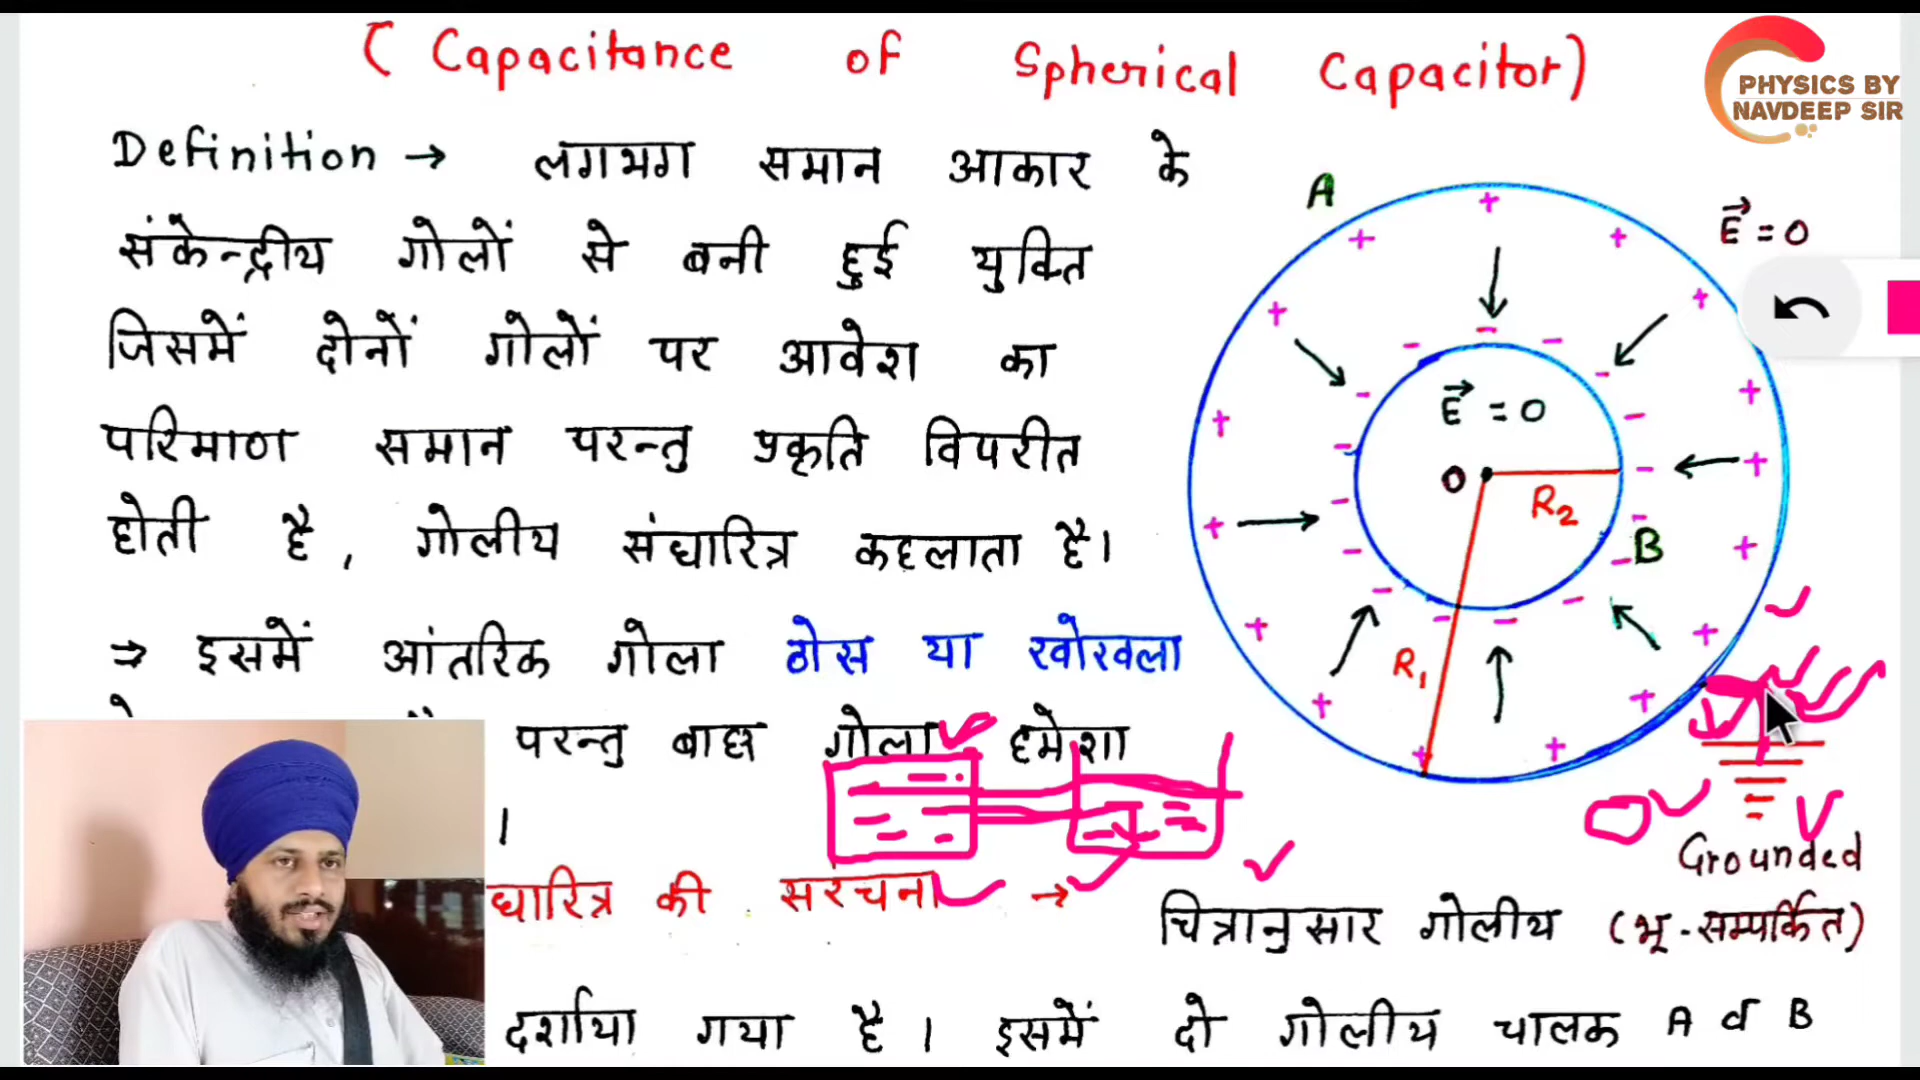 (Capacitance of Spherical Capacitor)
PHYSICS BY
NAVDEEP SIR
Definition → लगभग समान आकार के
संकेन्द्रीय गोलों से बनी हुई युक्ति
जिसमें दोनों गोलों पर आवेश का
परिमाण समान परन्तु प्रकृति विपरीत
होती है, गोलीय संधारित्र कहलाता है।
⇒ इसमें आंतरिक गोला ठोस या खोखला
परन्तु बाह्य गोला हमेशा
।
धारित्र की सरंचना →
चित्रानुसार गोलीय
दर्शाया गया है। इसमें दो गोलीय चालक A व B
A
E⃗ = 0
E⃗ = 0
O
R₂
B
R₁
Grounded
(भू-सम्पर्कित)